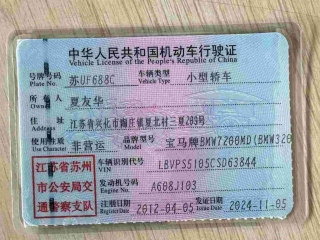 中华人民共和国机动车行驶证
Vehicle License of the People's Republic of China
号牌号码 苏UF688C 车辆类型 小型轿车
Plate No. Vehicle Type
所有人 夏友华
Owner
住址 江苏省兴化市陶庄镇夏北村三夏209号
Address
使用性质 非营运 品牌型号 宝马牌BMW7200MD(BMW320
Use Character Model
江苏省苏州 车辆识别代号 LBVPS5105CSD63844
VIN
市公安局交 发动机号码 A608J103
Engine No.
通警察支队 注册日期 2012-04-05 发证日期 2024-11-05
Register Date Issue Date